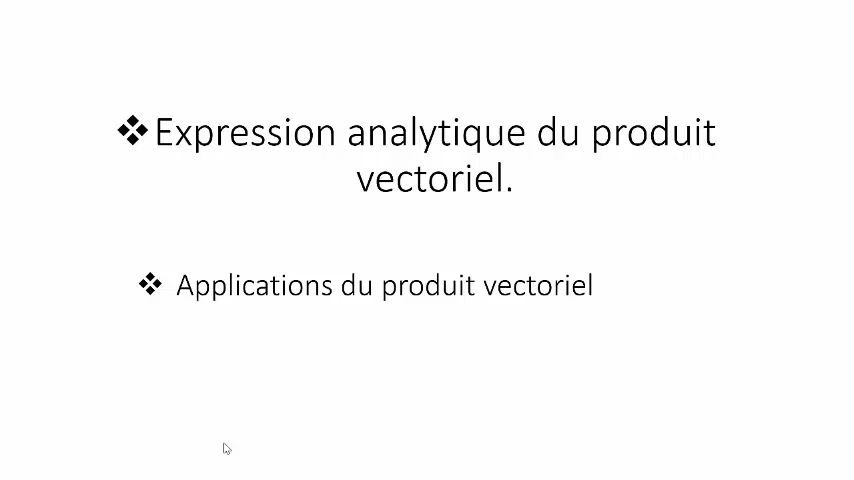 ❖Expression analytique du produit
vectoriel.
❖ Applications du produit vectoriel